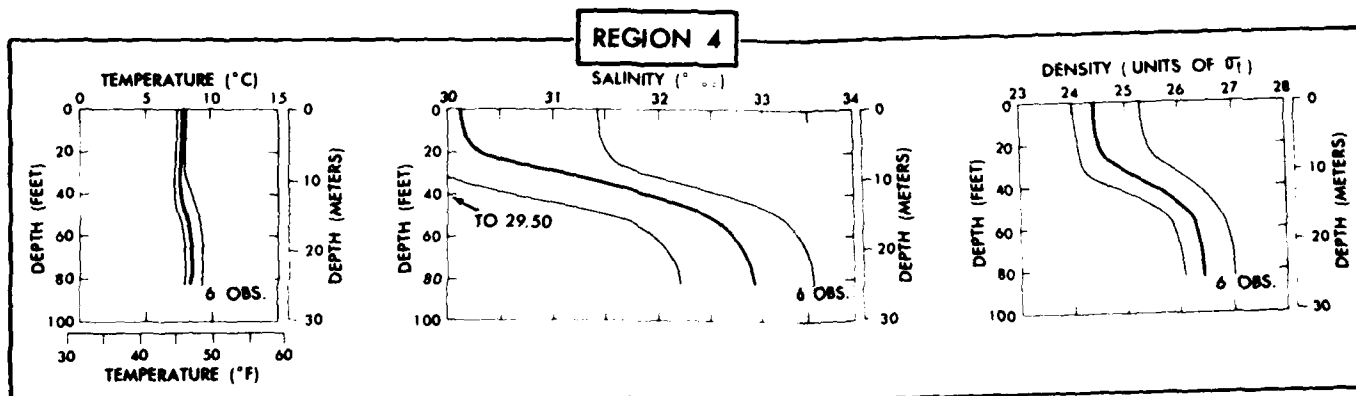 REGION 4
TEMPERATURE (°C)
0 5 10 15
0
20
40
60
80
100
DEPTH (FEET)
0
10
20
30
DEPTH (METERS)
6 OBS.
30 40 50 60
TEMPERATURE (°F)
SALINITY (°
30 31 32 33 34
0
20
40
60
80
100
DEPTH (FEET)
TO 29.50
0
10
20
30
DEPTH (METERS)
6 OBS.
DENSITY (UNITS OF σt)
23 24 25 26 27 28
0
20
40
60
80
100
DEPTH (FEET)
0
10
20
30
DEPTH (METERS)
6 OBS.